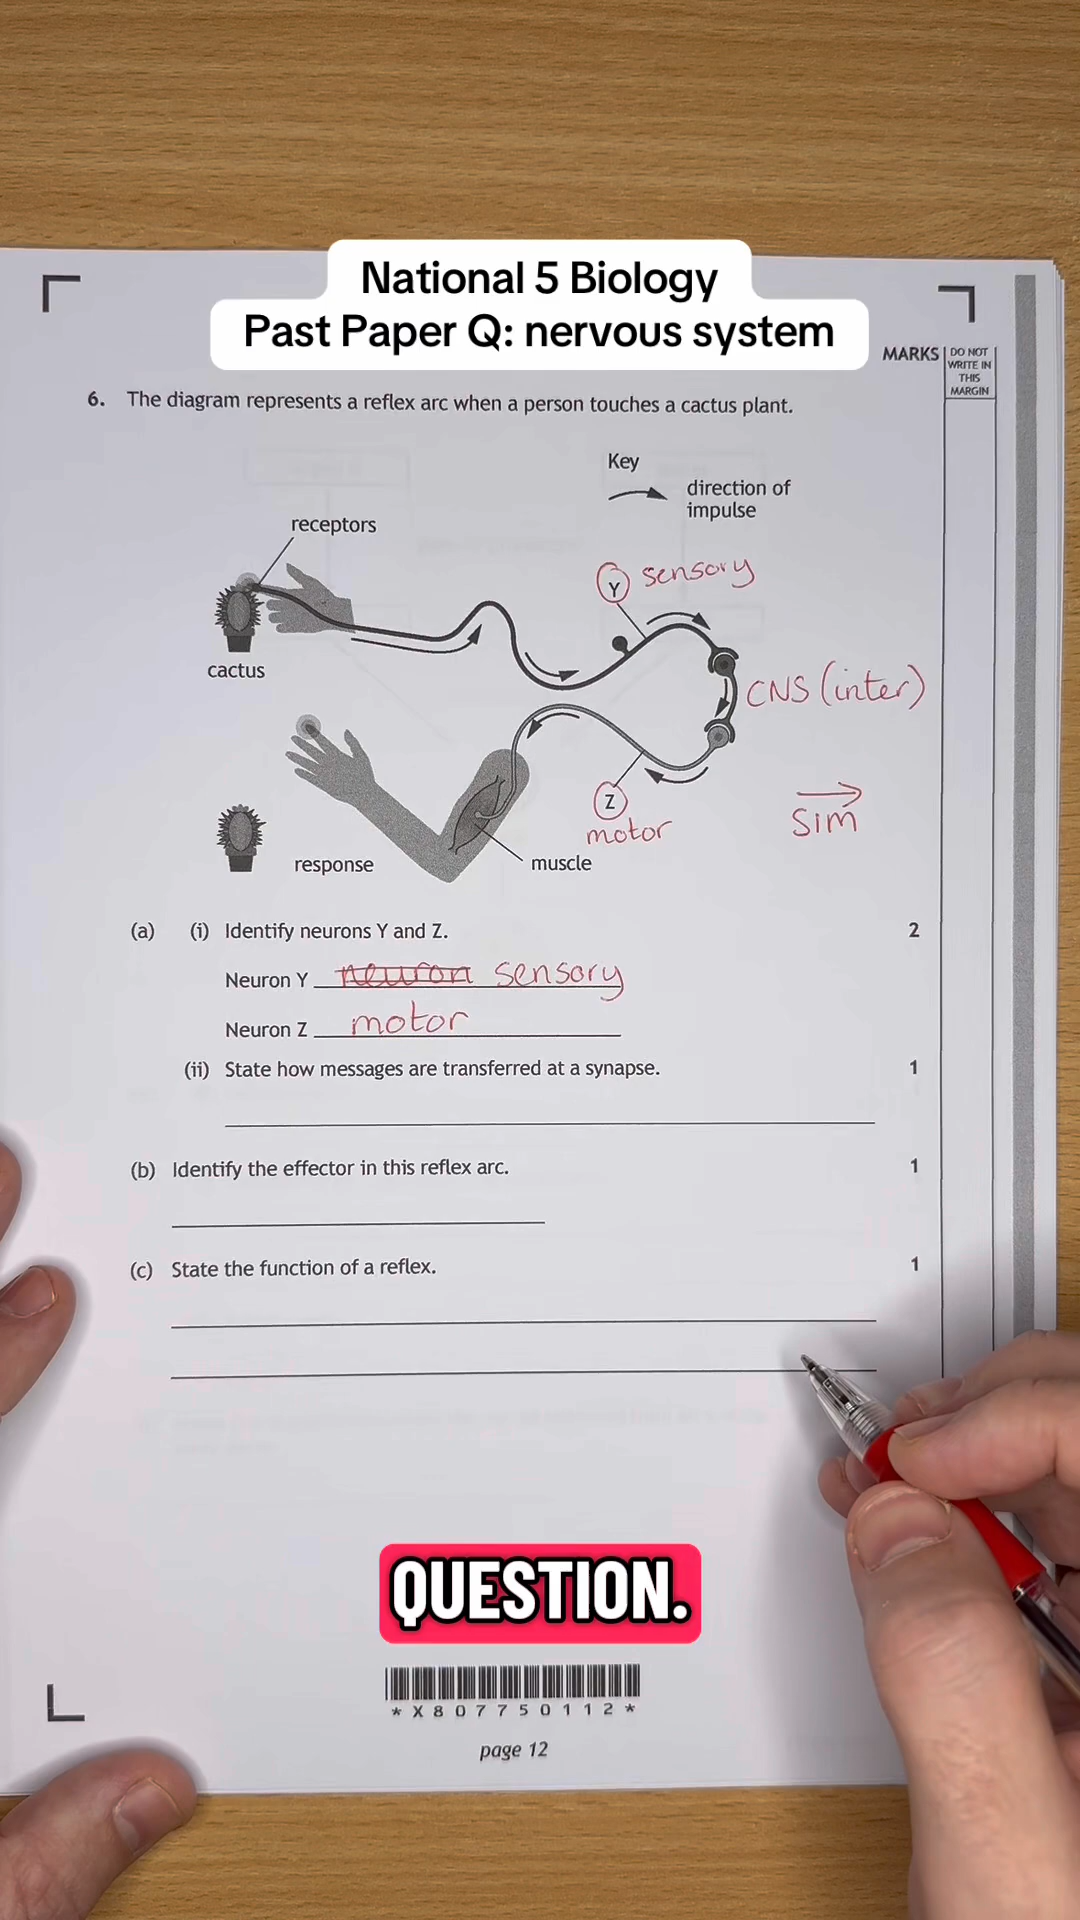 National 5 Biology
Past Paper Q: nervous system
MARKS
DO NOT
WRITE IN
THIS
MARGIN
6. The diagram represents a reflex arc when a person touches a cactus plant.
Key
direction of
impulse
receptors
Y sensory
cactus
CNS (inter)
Z
motor
SIM
response
muscle
(a) (i) Identify neurons Y and Z. 2
Neuron Y neuron sensory
Neuron Z motor
(ii) State how messages are transferred at a synapse. 1
(b) Identify the effector in this reflex arc. 1
(c) State the function of a reflex. 1
QUESTION.
* X 8 0 7 7 5 0 1 1 2 *
page 12